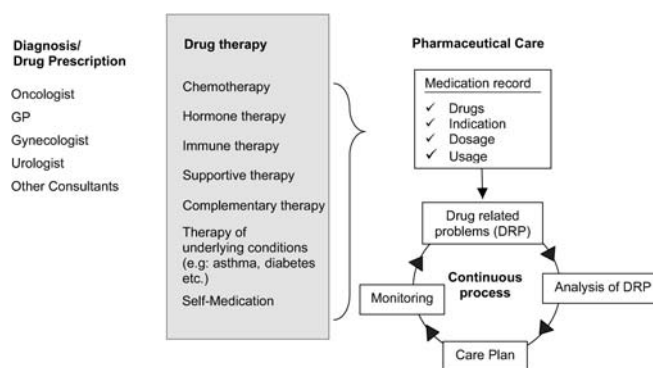 Diagnosis/
Drug Prescription
Oncologist
GP
Gynecologist
Urologist
Other Consultants
Drug therapy
Chemotherapy
Hormone therapy
Immune therapy
Supportive therapy
Complementary therapy
Therapy of
underlying conditions
(e.g: asthma, diabetes
etc.)
Self-Medication
Pharmaceutical Care
Medication record
✓ Drugs
✓ Indication
✓ Dosage
✓ Usage
Drug related
problems (DRP)
Continuous
process
Monitoring
Analysis of DRP
Care Plan